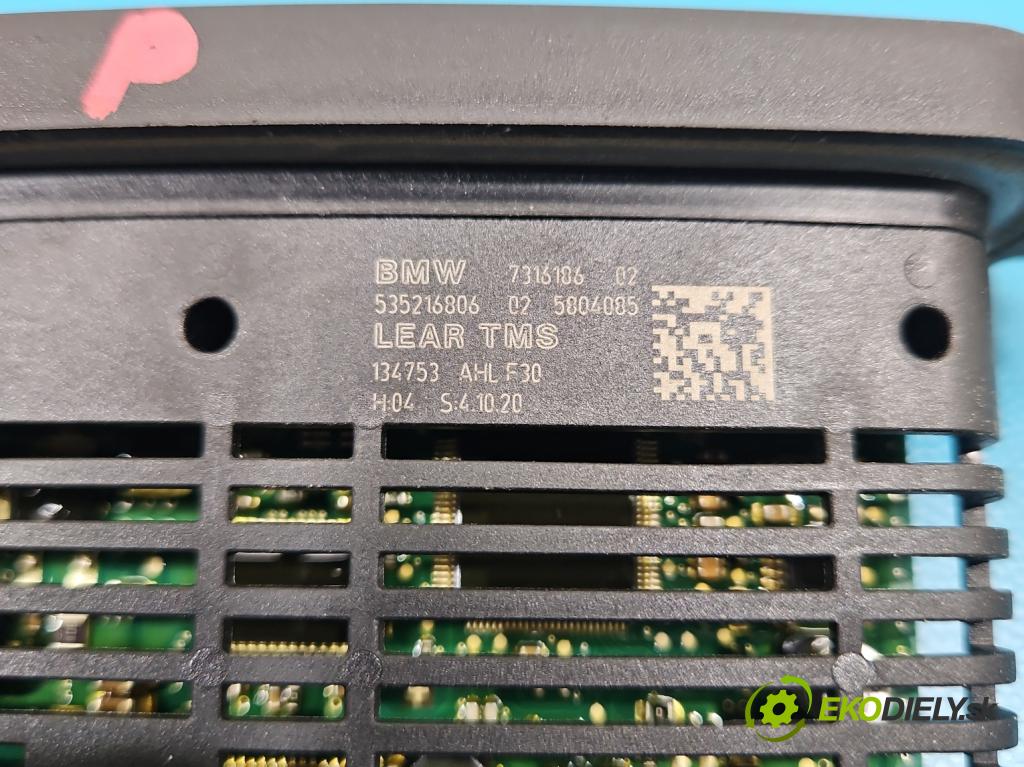 BMW 7316186 02
535216806 02 5804085
LEAR TMS
134753 AHL F30
H:04 S:4.10.20
EKODIELY.sk